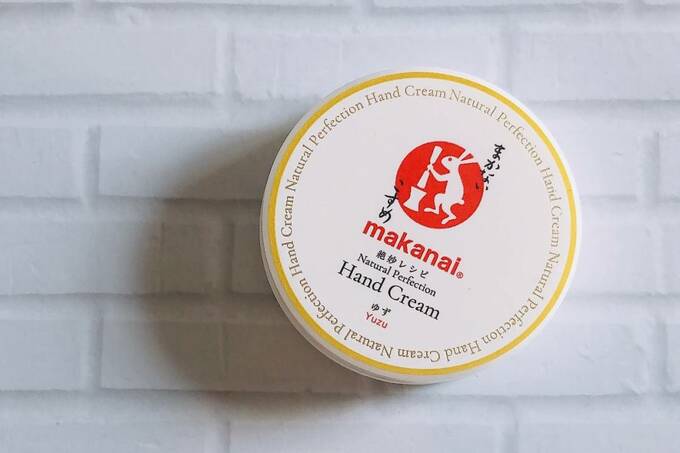 Natural Perfection Hand Cream Natural Perfection Hand Cream Natural Perfection Hand Cream Natural Perfection Hand Cream
まかない
こすめ
makanai®
絶妙レシピ
Natural Perfection
Hand Cream
ゆず
Yuzu